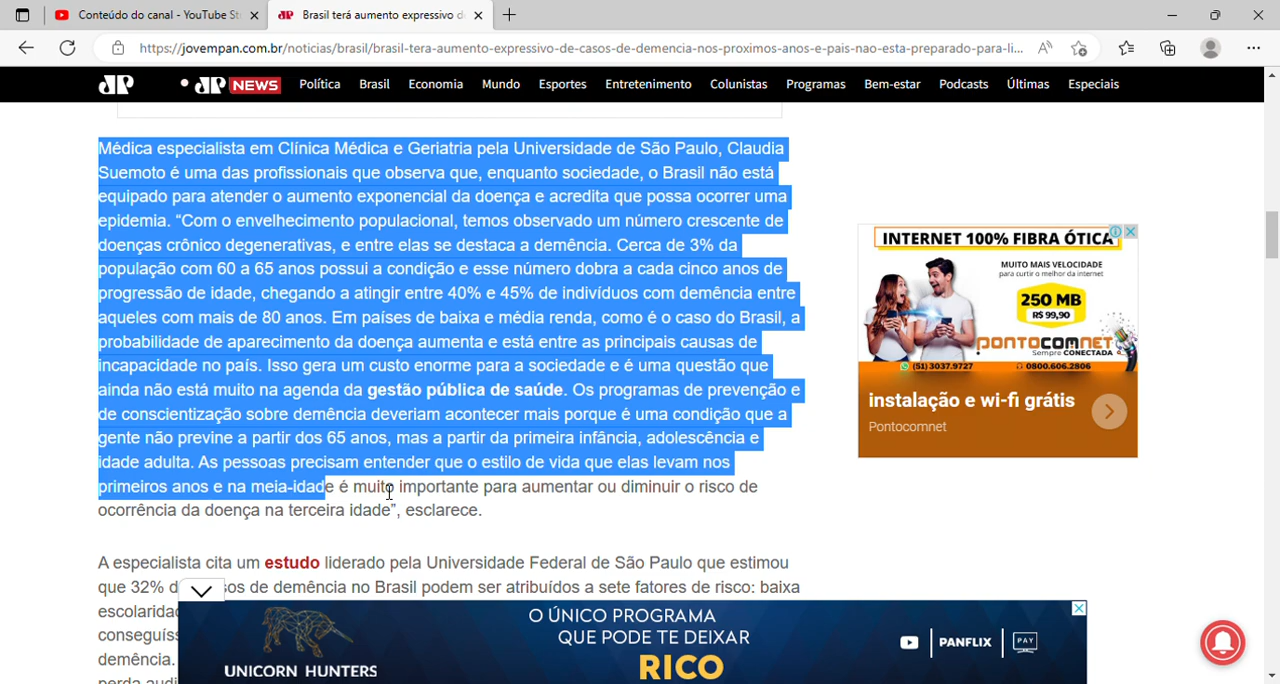 Conteúdo do canal - YouTube St
Brasil terá aumento expressivo d
https://jovempan.com.br/noticias/brasil/brasil-tera-aumento-expressivo-de-casos-de-demencia-nos-proximos-anos-e-pais-nao-esta-preparado-para-li...
JP
JP NEWS
Política
Brasil
Economia
Mundo
Esportes
Entretenimento
Colunistas
Programas
Bem-estar
Podcasts
Últimas
Especiais
Médica especialista em Clínica Médica e Geriatria pela Universidade de São Paulo, Claudia
Suemoto é uma das profissionais que observa que, enquanto sociedade, o Brasil não está
equipado para atender o aumento exponencial da doença e acredita que possa ocorrer uma
epidemia. “Com o envelhecimento populacional, temos observado um número crescente de
doenças crônico degenerativas, e entre elas se destaca a demência. Cerca de 3% da
população com 60 a 65 anos possui a condição e esse número dobra a cada cinco anos de
progressão de idade, chegando a atingir entre 40% e 45% de indivíduos com demência entre
aqueles com mais de 80 anos. Em países de baixa e média renda, como é o caso do Brasil, a
probabilidade de aparecimento da doença aumenta e está entre as principais causas de
incapacidade no país. Isso gera um custo enorme para a sociedade e é uma questão que
ainda não está muito na agenda da gestão pública de saúde. Os programas de prevenção e
de conscientização sobre demência deveriam acontecer mais porque é uma condição que a
gente não previne a partir dos 65 anos, mas a partir da primeira infância, adolescência e
idade adulta. As pessoas precisam entender que o estilo de vida que elas levam nos
primeiros anos e na meia-idade é muito importante para aumentar ou diminuir o risco de
ocorrência da doença na terceira idade”, esclarece.
A especialista cita um estudo liderado pela Universidade Federal de São Paulo que estimou
que 32% d os de demência no Brasil podem ser atribuídos a sete fatores de risco: baixa
escolarida
conseguíss
demência.
perda audi
INTERNET 100% FIBRA ÓTICA
MUITO MAIS VELOCIDADE
para curtir o melhor da internet
250 MB
R$ 99,90
PONTOCOMNET
Sempre CONECTADA
(51) 3037.9727
0800.606.2806
instalação e wi-fi grátis
Pontocomnet
UNICORN HUNTERS
O ÚNICO PROGRAMA
QUE PODE TE DEIXAR
RICO
PANFLIX
PAY